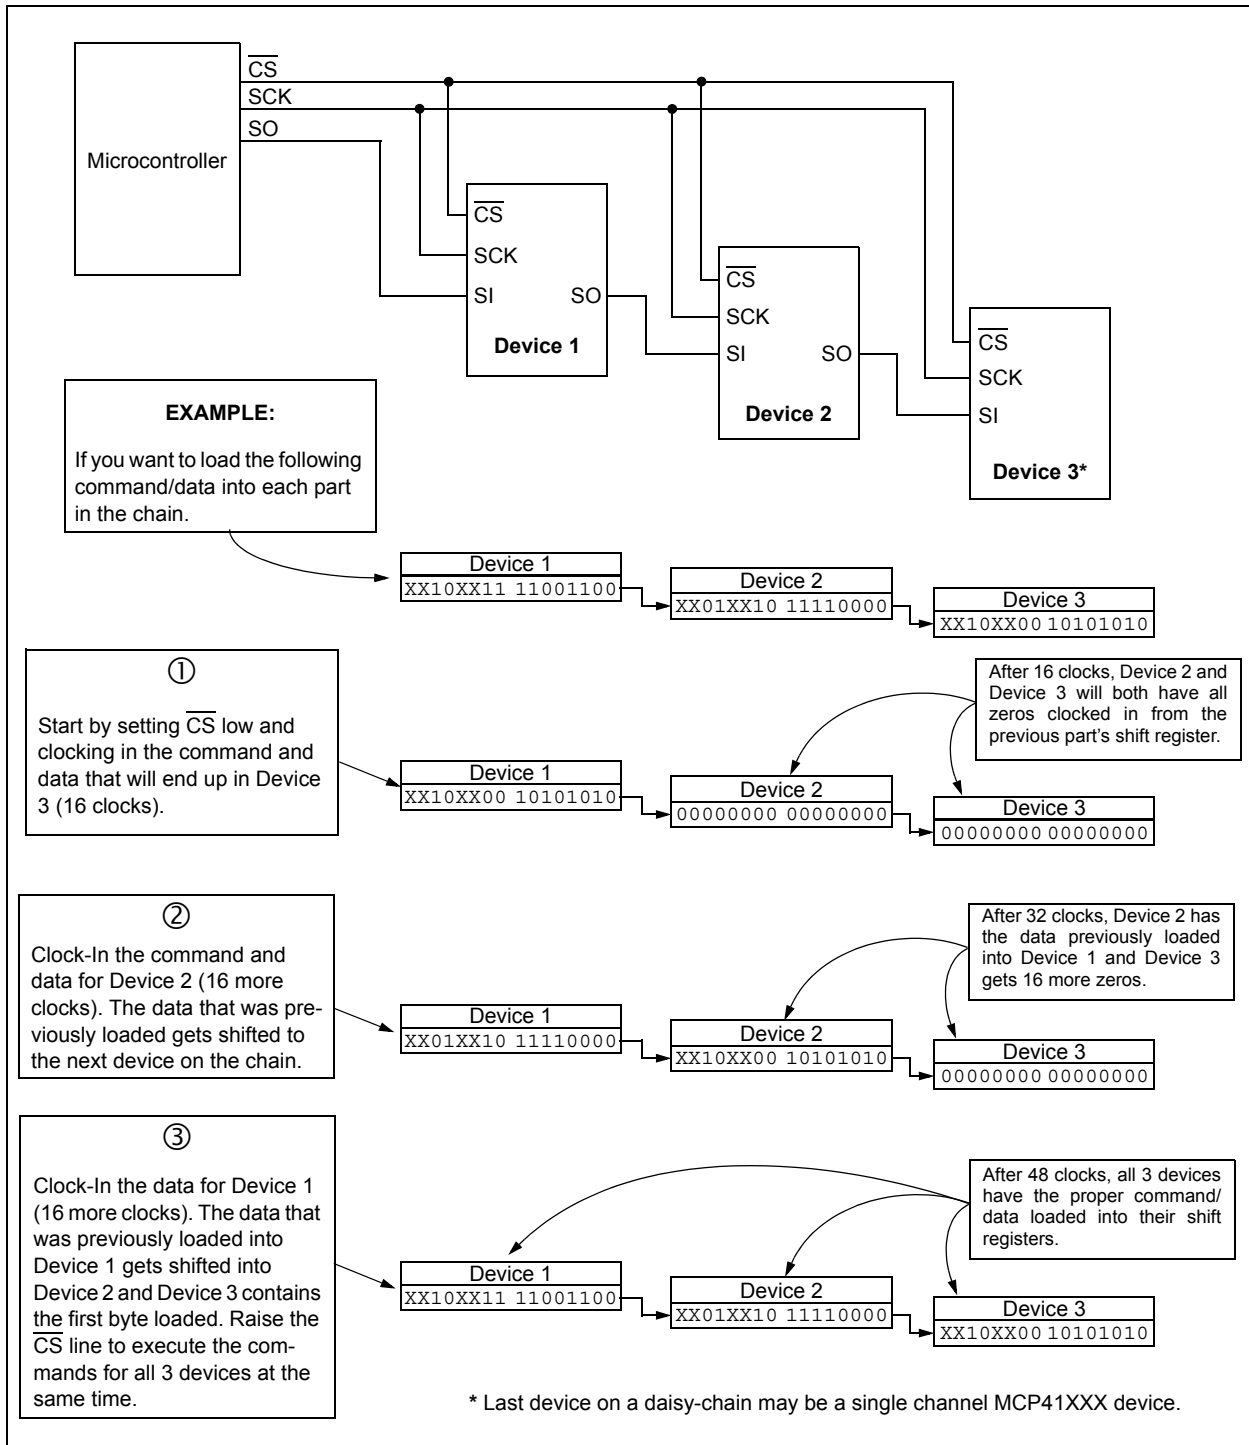 CS
SCK
SO
Microcontroller
CS
SCK
SI
SO
Device 1
CS
SCK
SI
SO
Device 2
CS
SCK
SI
Device 3*
EXAMPLE:
If you want to load the following
command/data into each part
in the chain.
Device 1
XX10XX11 11001100
Device 2
XX01XX10 11110000
Device 3
XX10XX00 10101010
①
Start by setting CS low and
clocking in the command and
data that will end up in Device
3 (16 clocks).
Device 1
XX10XX00 10101010
Device 2
00000000 00000000
Device 3
00000000 00000000
After 16 clocks, Device 2 and
Device 3 will both have all
zeros clocked in from the
previous part's shift register.
②
Clock-In the command and
data for Device 2 (16 more
clocks). The data that was pre-
viously loaded gets shifted to
the next device on the chain.
Device 1
XX01XX10 11110000
Device 2
XX10XX00 10101010
Device 3
00000000 00000000
After 32 clocks, Device 2 has
the data previously loaded
into Device 1 and Device 3
gets 16 more zeros.
③
Clock-In the data for Device 1
(16 more clocks). The data that
was previously loaded into
Device 1 gets shifted into
Device 2 and Device 3 contains
the first byte loaded. Raise the
CS line to execute the com-
mands for all 3 devices at the
same time.
Device 1
XX10XX11 11001100
Device 2
XX01XX10 11110000
Device 3
XX10XX00 10101010
After 48 clocks, all 3 devices
have the proper command/
data loaded into their shift
registers.
* Last device on a daisy-chain may be a single channel MCP41XXX device.